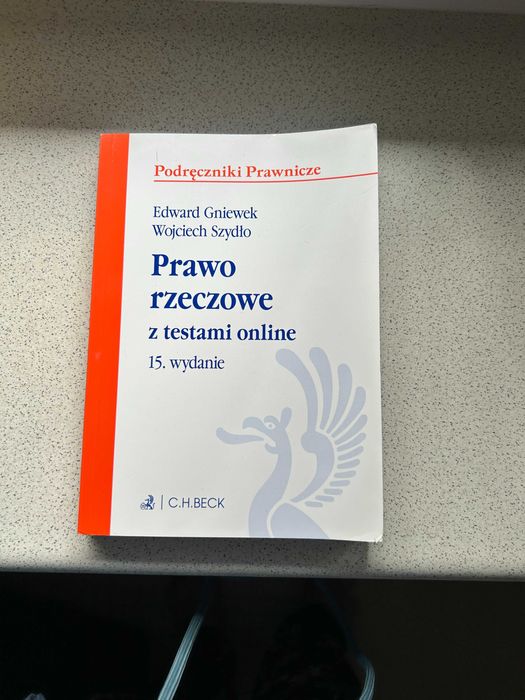 Podręczniki Prawnicze
Edward Gniewek
Wojciech Szydło
Prawo
rzeczowe
z testami online
15. wydanie
C.H.BECK